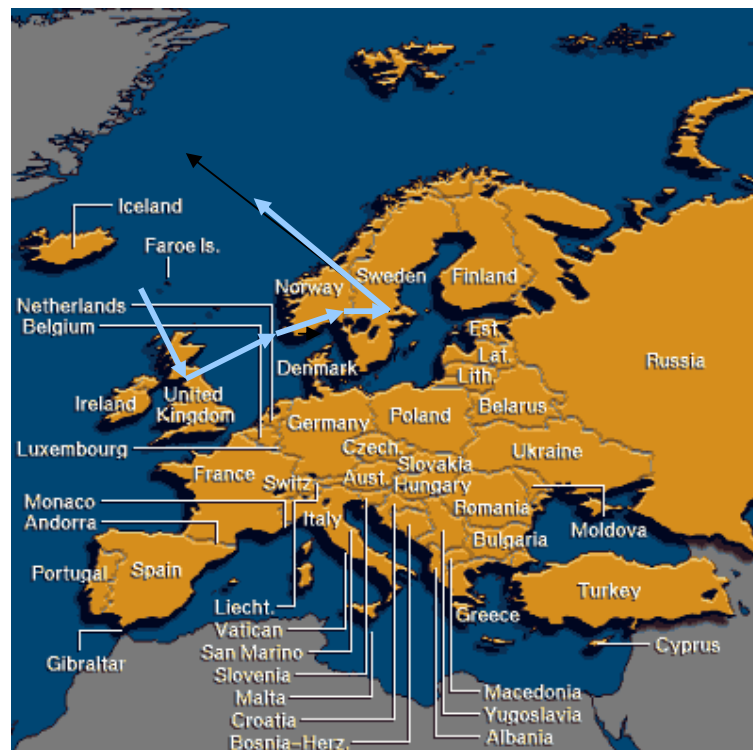 Iceland
Faroe Is.
Norway
Sweden
Finland
Netherlands
Belgium
Est.
Lat.
Lith.
Russia
Denmark
Ireland
United
Kingdom
Germany
Poland
Belarus
Luxembourg
Czech.
Ukraine
France
Switz
Aust.
Slovakia
Hungary
Monaco
Andorra
Italy
Romania
Moldova
Bulgaria
Portugal
Spain
Turkey
Liecht.
Greece
Vatican
Gibraltar
San Marino
Cyprus
Slovenia
Malta
Macedonia
Croatia
Yugoslavia
Bosnia-Herz.
Albania